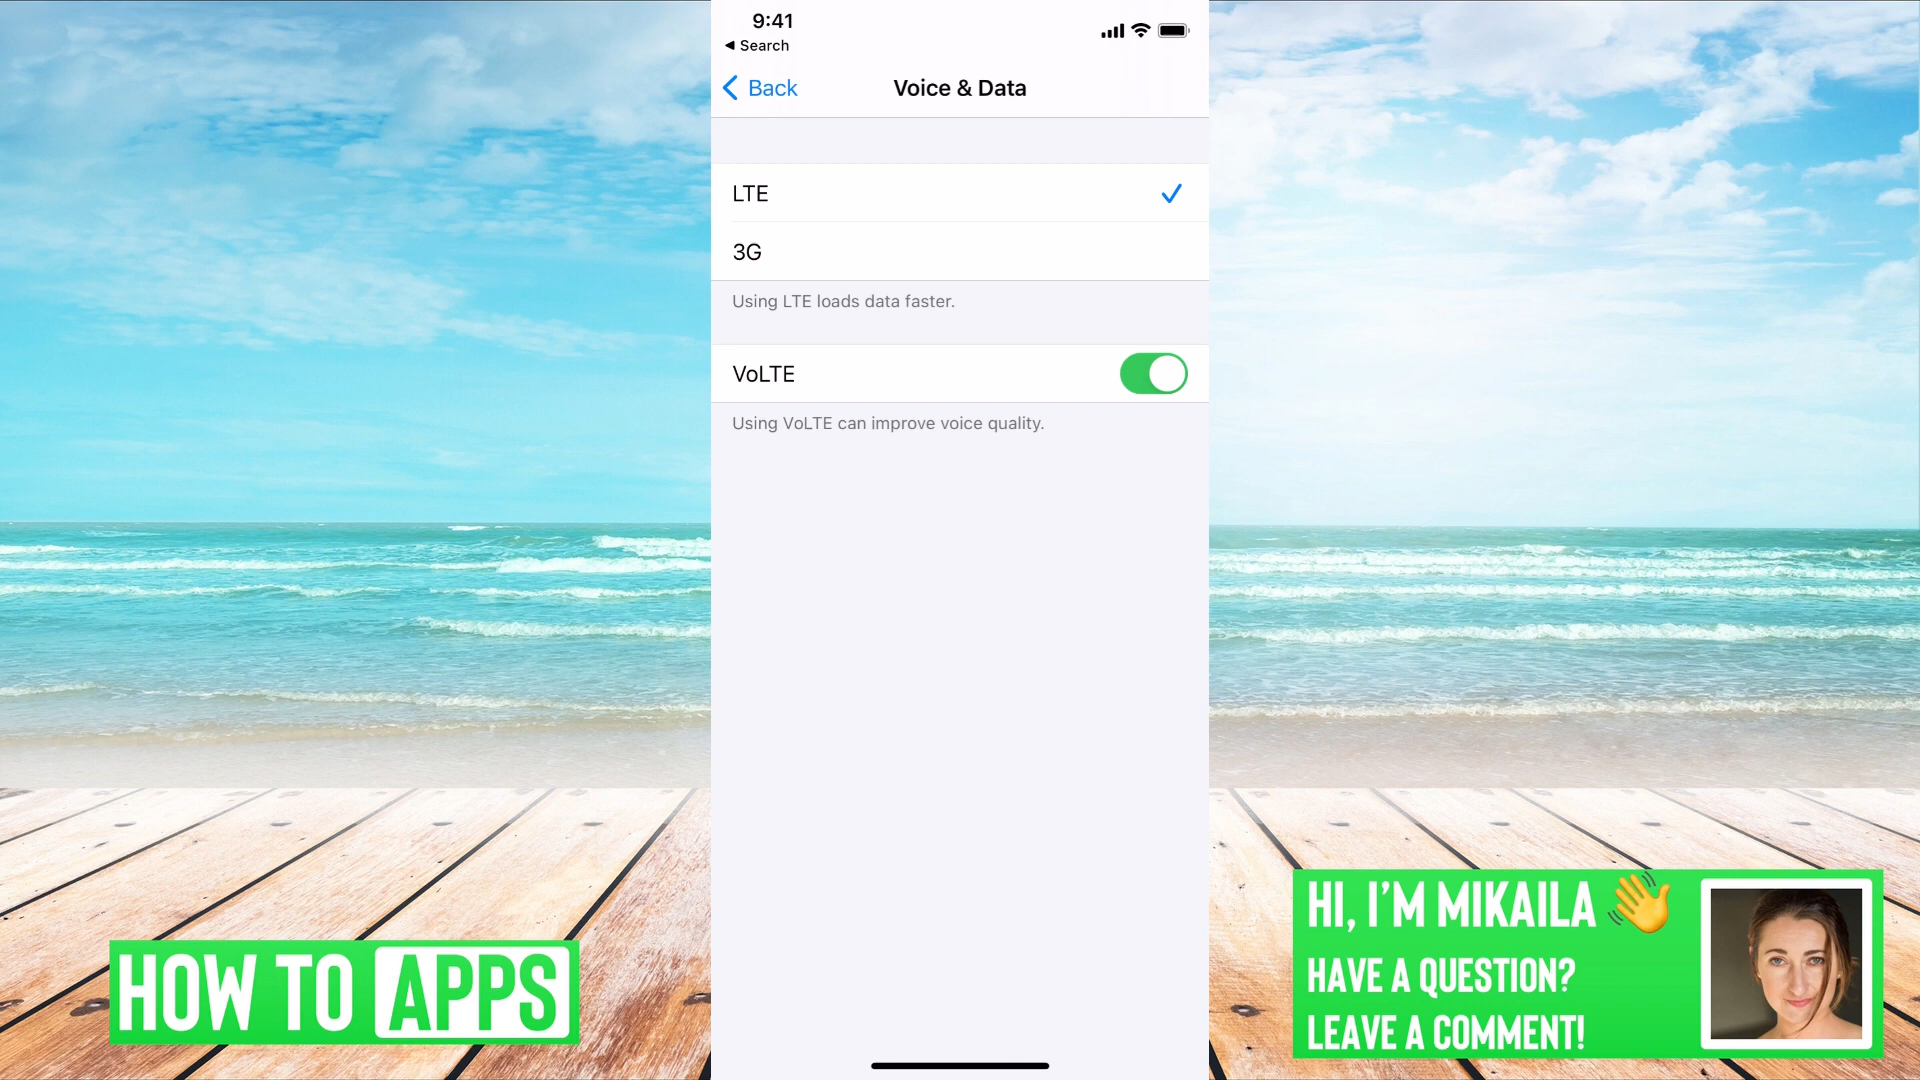 9:41
◀ Search
Back
Voice & Data
LTE
3G
Using LTE loads data faster.
VoLTE
Using VoLTE can improve voice quality.
HOW TO APPS
HI, I'M MIKAILA 👋
HAVE A QUESTION?
LEAVE A COMMENT!